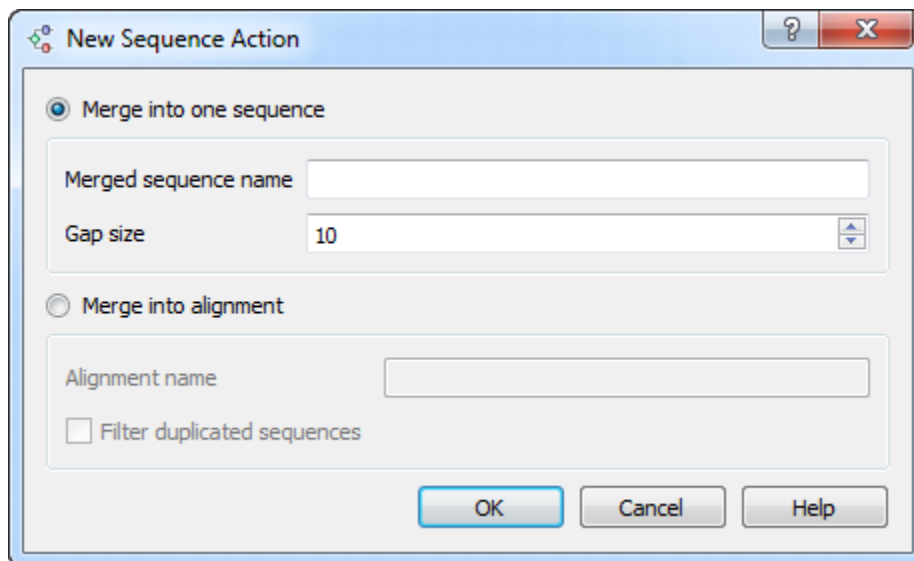 New Sequence Action
Merge into one sequence
Merged sequence name
Gap size 10
Merge into alignment
Alignment name
Filter duplicated sequences
OK Cancel Help